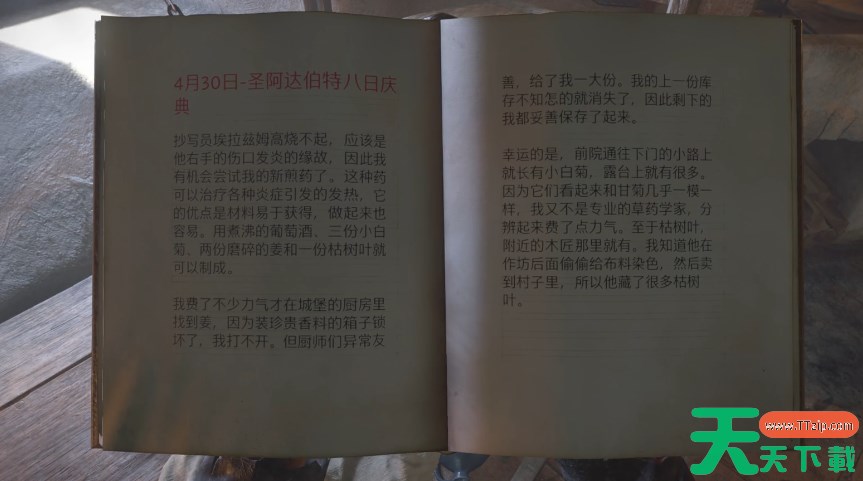 4月30日-圣阿达伯特八日庆
典
抄写员埃拉兹姆高烧不起，应该是
他右手的伤口发炎的缘故，因此我
有机会尝试我的新煎药了。这种药
可以治疗各种炎症引发的发热，它
的优点是材料易于获得，做起来也
容易。用煮沸的葡萄酒、三份小白
菊、两份磨碎的姜和一份枯树叶就
可以制成。
我费了不少力气才在城堡的厨房里
找到姜，因为装珍贵香料的箱子锁
坏了，我打不开。但厨师们异常友
善，给了我一大份。我的上一份库
存不知怎的就消失了，因此剩下的
我都妥善保存了起来。
幸运的是，前院通往下门的小路上
就长有小白菊，露台上就有很多。
因为它们看起来和甘菊几乎一模一
样，我又不是专业的草药学家，分
辨起来费了点力气。至于枯树叶，
附近的木匠那里就有。我知道他在
作坊后面偷偷给布料染色，然后卖
到村子里，所以他藏了很多枯树
叶。
www.TTzip.com
天天下載